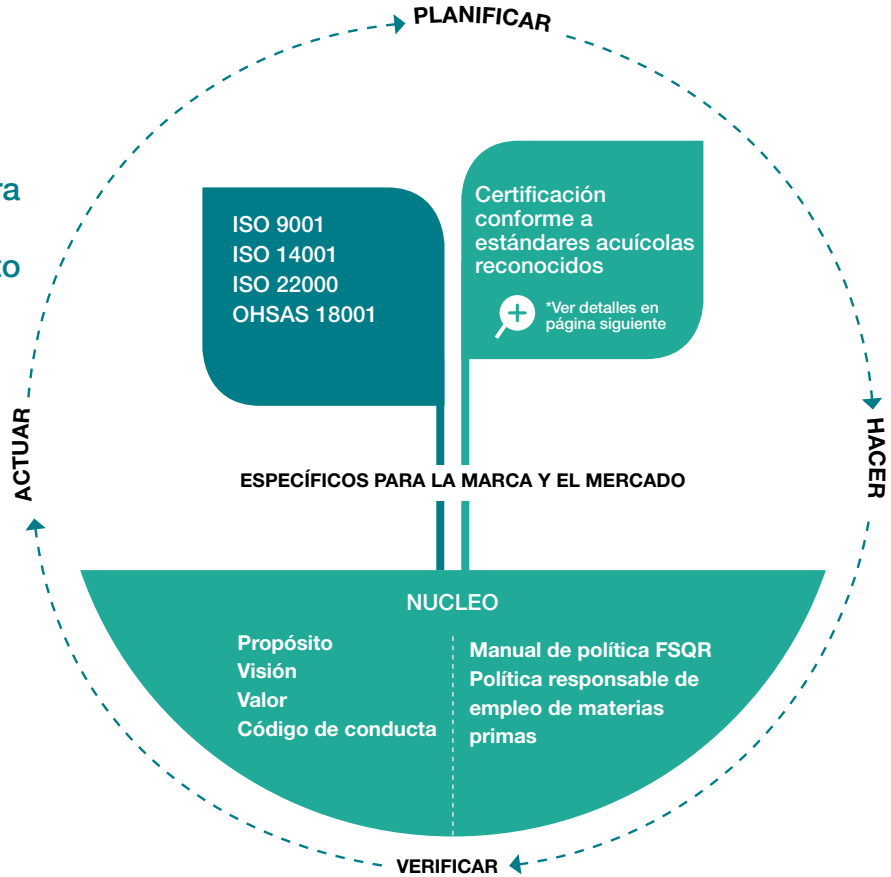 PLANIFICAR
ra
to
ISO 9001
ISO 14001
ISO 22000
OHSAS 18001
Certificación
conforme a
estándares acuícolas
reconocidos
*Ver detalles en
página siguiente
ACTUAR
HACER
ESPECÍFICOS PARA LA MARCA Y EL MERCADO
NUCLEO
Propósito
Visión
Valor
Código de conducta
Manual de política FSQR
Política responsable de
empleo de materias
primas
VERIFICAR